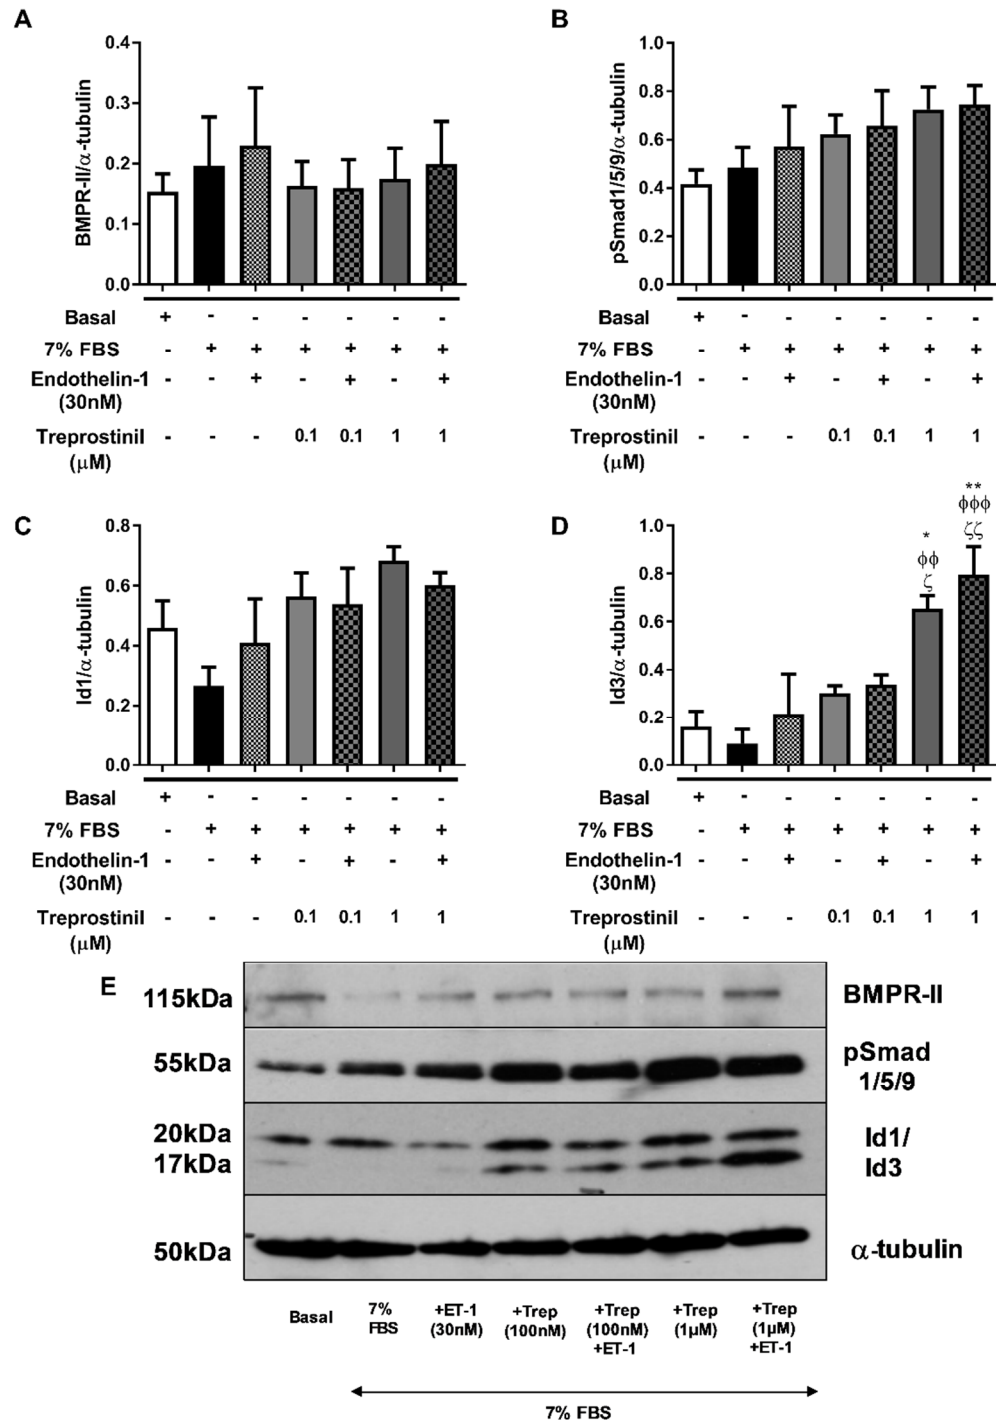 A
BMPR-II/α-tubulin
0.4
0.3
0.2
0.1
0.0
Basal + - - - - - -
7% FBS - + + + + + +
Endothelin-1 - - + - + - +
(30nM)
Treprostinil - - - 0.1 0.1 1 1
(μM)
B
pSmad1/5/9/α-tubulin
1.0
0.8
0.6
0.4
0.2
0.0
Basal + - - - - - -
7% FBS - + + + + + +
Endothelin-1 - - + - + - +
(30nM)
Treprostinil - - - 0.1 0.1 1 1
(μM)
C
Id1/α-tubulin
0.8
0.6
0.4
0.2
0.0
Basal + - - - - - -
7% FBS - + + + + + +
Endothelin-1 - - + - + - +
(30nM)
Treprostinil - - - 0.1 0.1 1 1
(μM)
D
Id3/α-tubulin
1.0
0.8
0.6
0.4
0.2
0.0
*
ϕϕ
ζ
**
ϕϕϕ
ζζ
Basal + - - - - - -
7% FBS - + + + + + +
Endothelin-1 - - + - + - +
(30nM)
Treprostinil - - - 0.1 0.1 1 1
(μM)
E
115kDa
BMPR-II
55kDa
pSmad
1/5/9
20kDa
17kDa
Id1/
Id3
50kDa
α-tubulin
Basal
7%
FBS
+ET-1
(30nM)
+Trep
(100nM)
+Trep
(100nM)
+ET-1
+Trep
(1μM)
+Trep
(1μM)
+ET-1
7% FBS